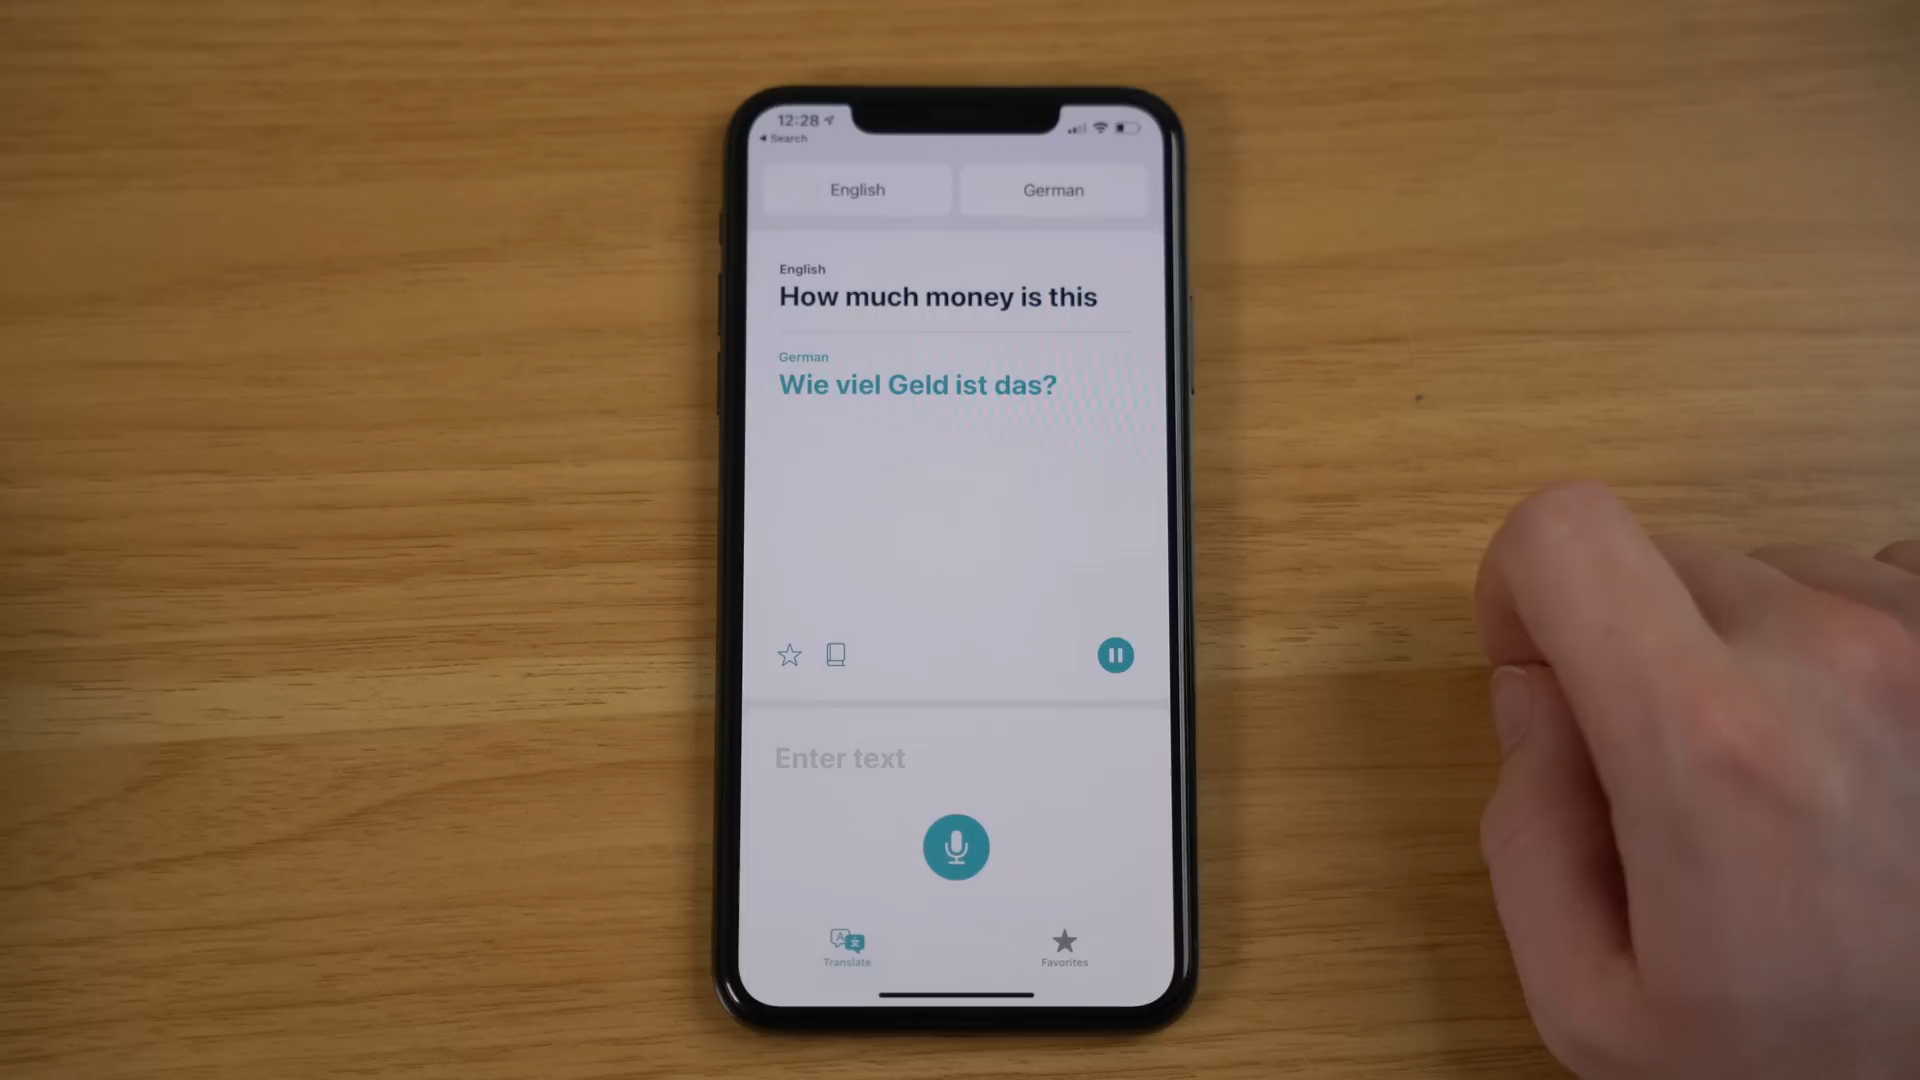 12:28
Search
English German
English
How much money is this
German
Wie viel Geld ist das?
Enter text
Translate Favorites